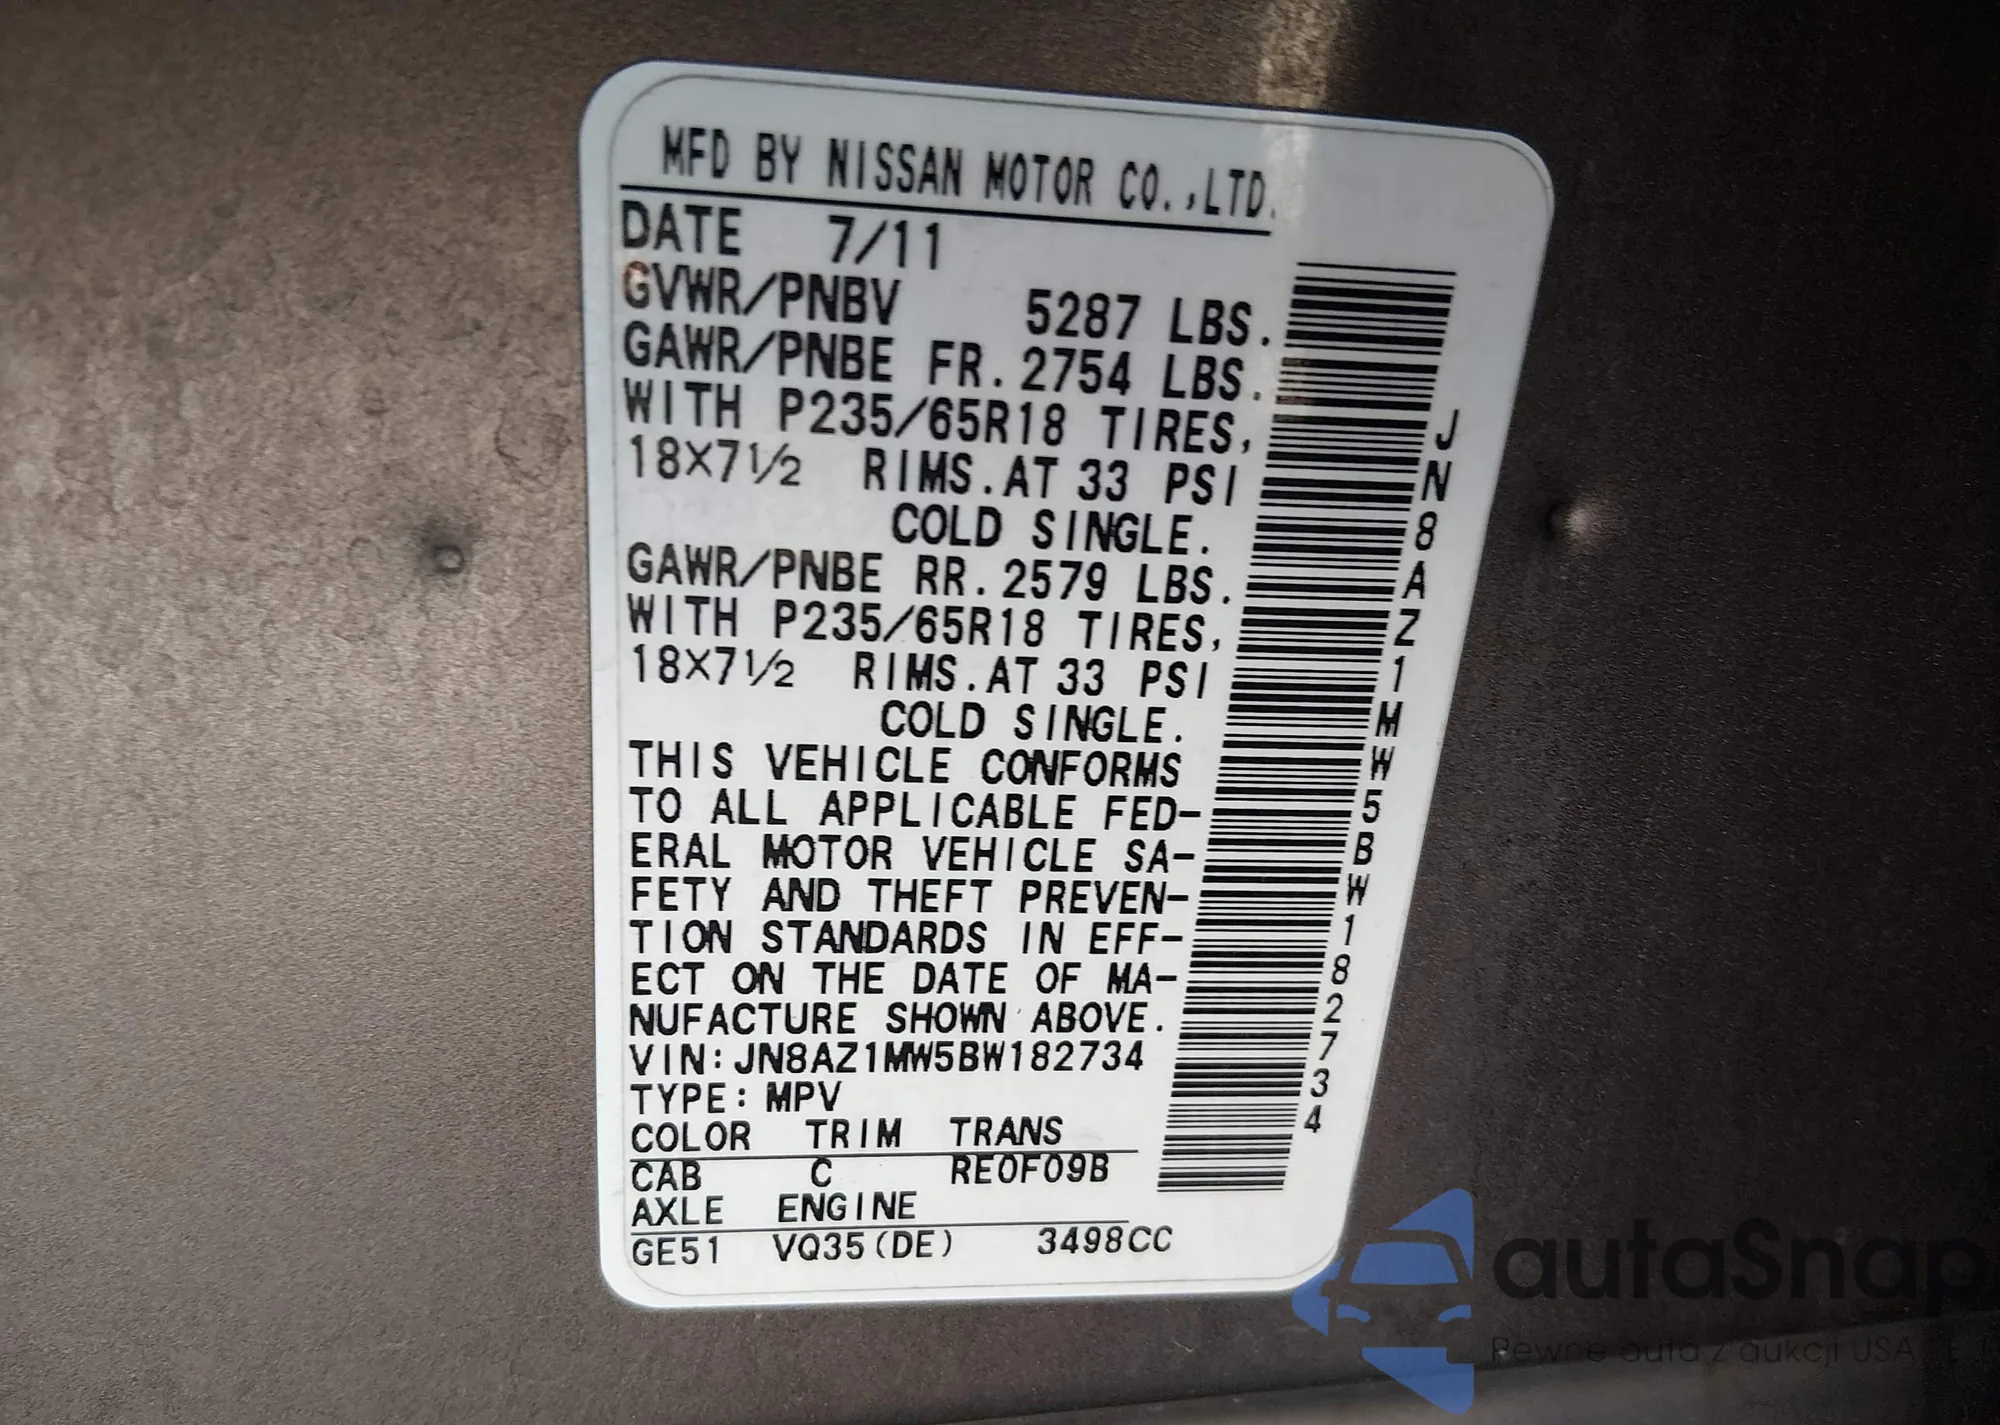 MFD BY NISSAN MOTOR CO.,LTD.
DATE 7/11
GVWR/PNBV 5287 LBS.
GAWR/PNBE FR.2754 LBS.
WITH P235/65R18 TIRES,
18X7½ RIMS.AT 33 PSI
COLD SINGLE.
GAWR/PNBE RR.2579 LBS.
WITH P235/65R18 TIRES,
18X7½ RIMS.AT 33 PSI
COLD SINGLE.
THIS VEHICLE CONFORMS
TO ALL APPLICABLE FED-
ERAL MOTOR VEHICLE SA-
FETY AND THEFT PREVEN-
TION STANDARDS IN EFF-
ECT ON THE DATE OF MA-
NUFACTURE SHOWN ABOVE.
VIN:JN8AZ1MW5BW182734
TYPE:MPV
COLOR TRIM TRANS
CAB C RE0F09B
AXLE ENGINE
GE51 VQ35(DE) 3498CC
JN8AZ1MW5BW182734
autaSnap
Pewne auta z aukcji USA